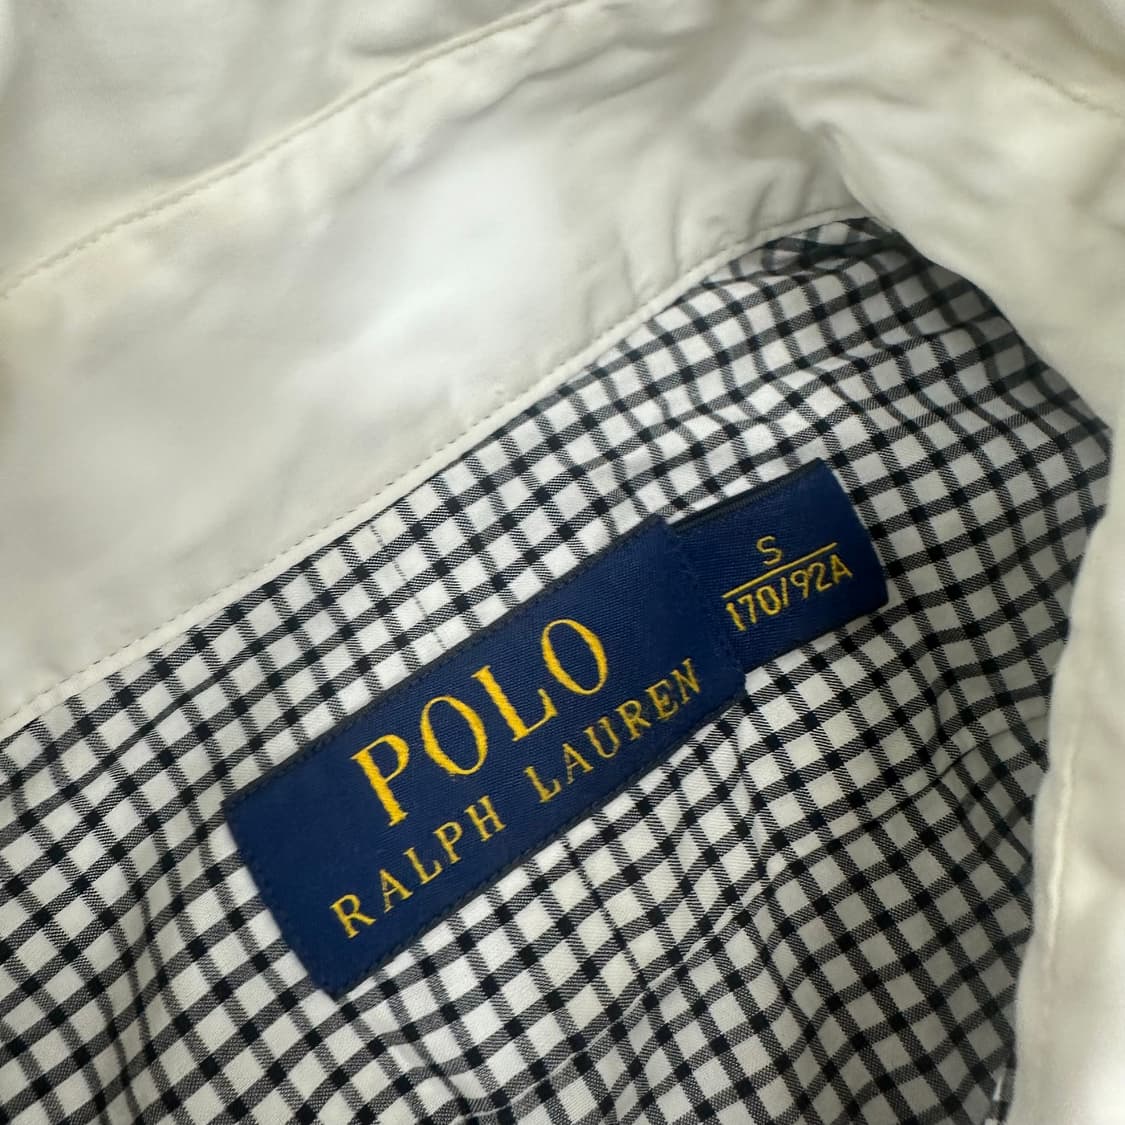 POLO
RALPH LAUREN
S
170/92A